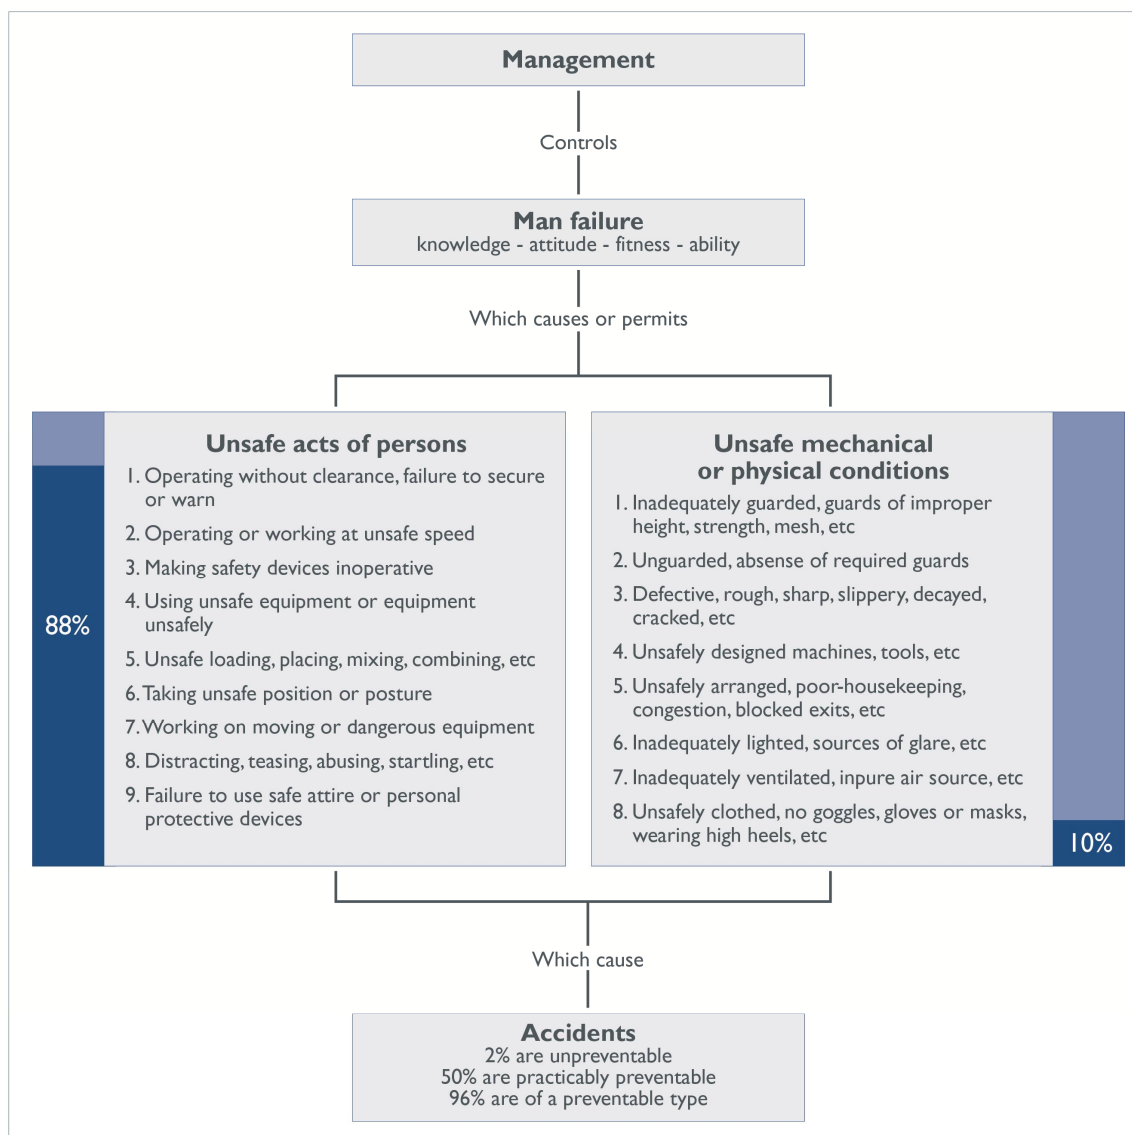 Management
Controls
Man failure
knowledge - attitude - fitness - ability
Which causes or permits
88%
Unsafe acts of persons
1. Operating without clearance, failure to secure
or warn
2. Operating or working at unsafe speed
3. Making safety devices inoperative
4. Using unsafe equipment or equipment
unsafely
5. Unsafe loading, placing, mixing, combining, etc
6. Taking unsafe position or posture
7. Working on moving or dangerous equipment
8. Distracting, teasing, abusing, startling, etc
9. Failure to use safe attire or personal
protective devices
Unsafe mechanical
or physical conditions
1. Inadequately guarded, guards of improper
height, strength, mesh, etc
2. Unguarded, absense of required guards
3. Defective, rough, sharp, slippery, decayed,
cracked, etc
4. Unsafely designed machines, tools, etc
5. Unsafely arranged, poor-housekeeping,
congestion, blocked exits, etc
6. Inadequately lighted, sources of glare, etc
7. Inadequately ventilated, inpure air source, etc
8. Unsafely clothed, no goggles, gloves or masks,
wearing high heels, etc
10%
Which cause
Accidents
2% are unpreventable
50% are practicably preventable
96% are of a preventable type